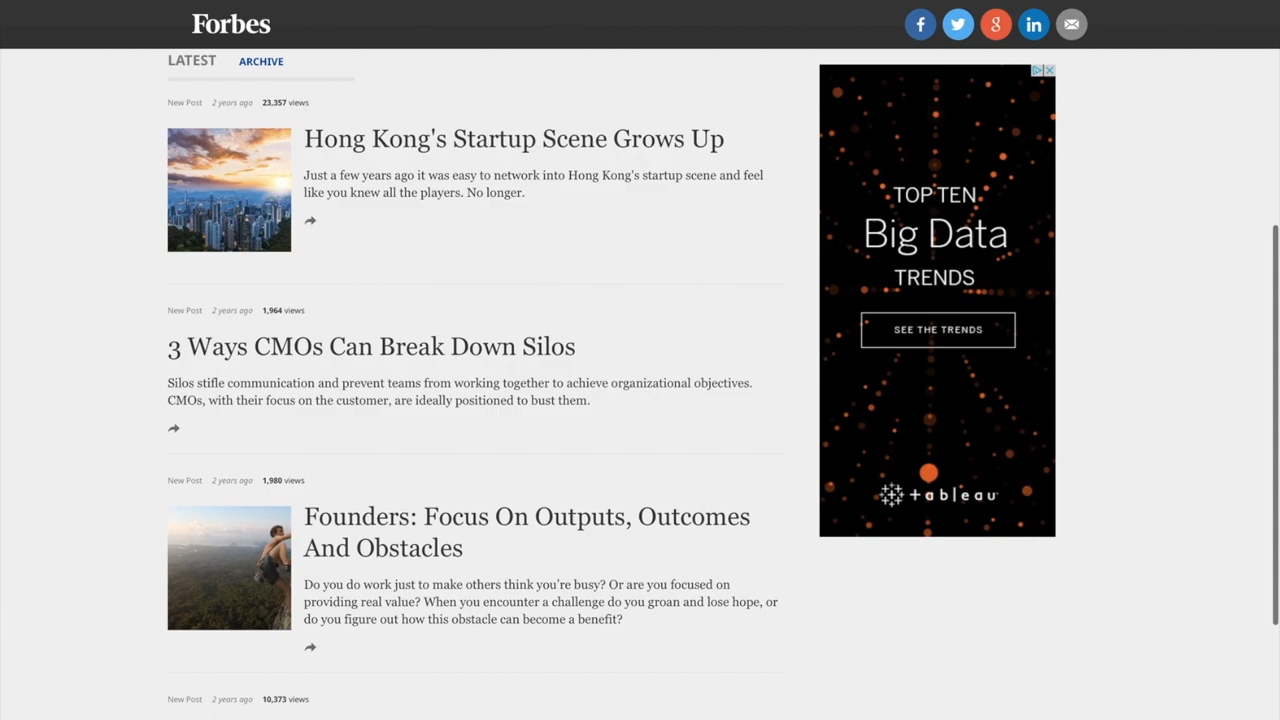 Forbes
LATEST ARCHIVE
New Post 2 years ago 23,357 views
Hong Kong's Startup Scene Grows Up
Just a few years ago it was easy to network into Hong Kong's startup scene and feel
like you knew all the players. No longer.
New Post 2 years ago 1,964 views
3 Ways CMOs Can Break Down Silos
Silos stifle communication and prevent teams from working together to achieve organizational objectives.
CMOs, with their focus on the customer, are ideally positioned to bust them.
New Post 2 years ago 1,980 views
Founders: Focus On Outputs, Outcomes
And Obstacles
Do you do work just to make others think you're busy? Or are you focused on
providing real value? When you encounter a challenge do you groan and lose hope, or
do you figure out how this obstacle can become a benefit?
New Post 2 years ago 10,373 views
TOP TEN
Big Data
TRENDS
SEE THE TRENDS
+ableau